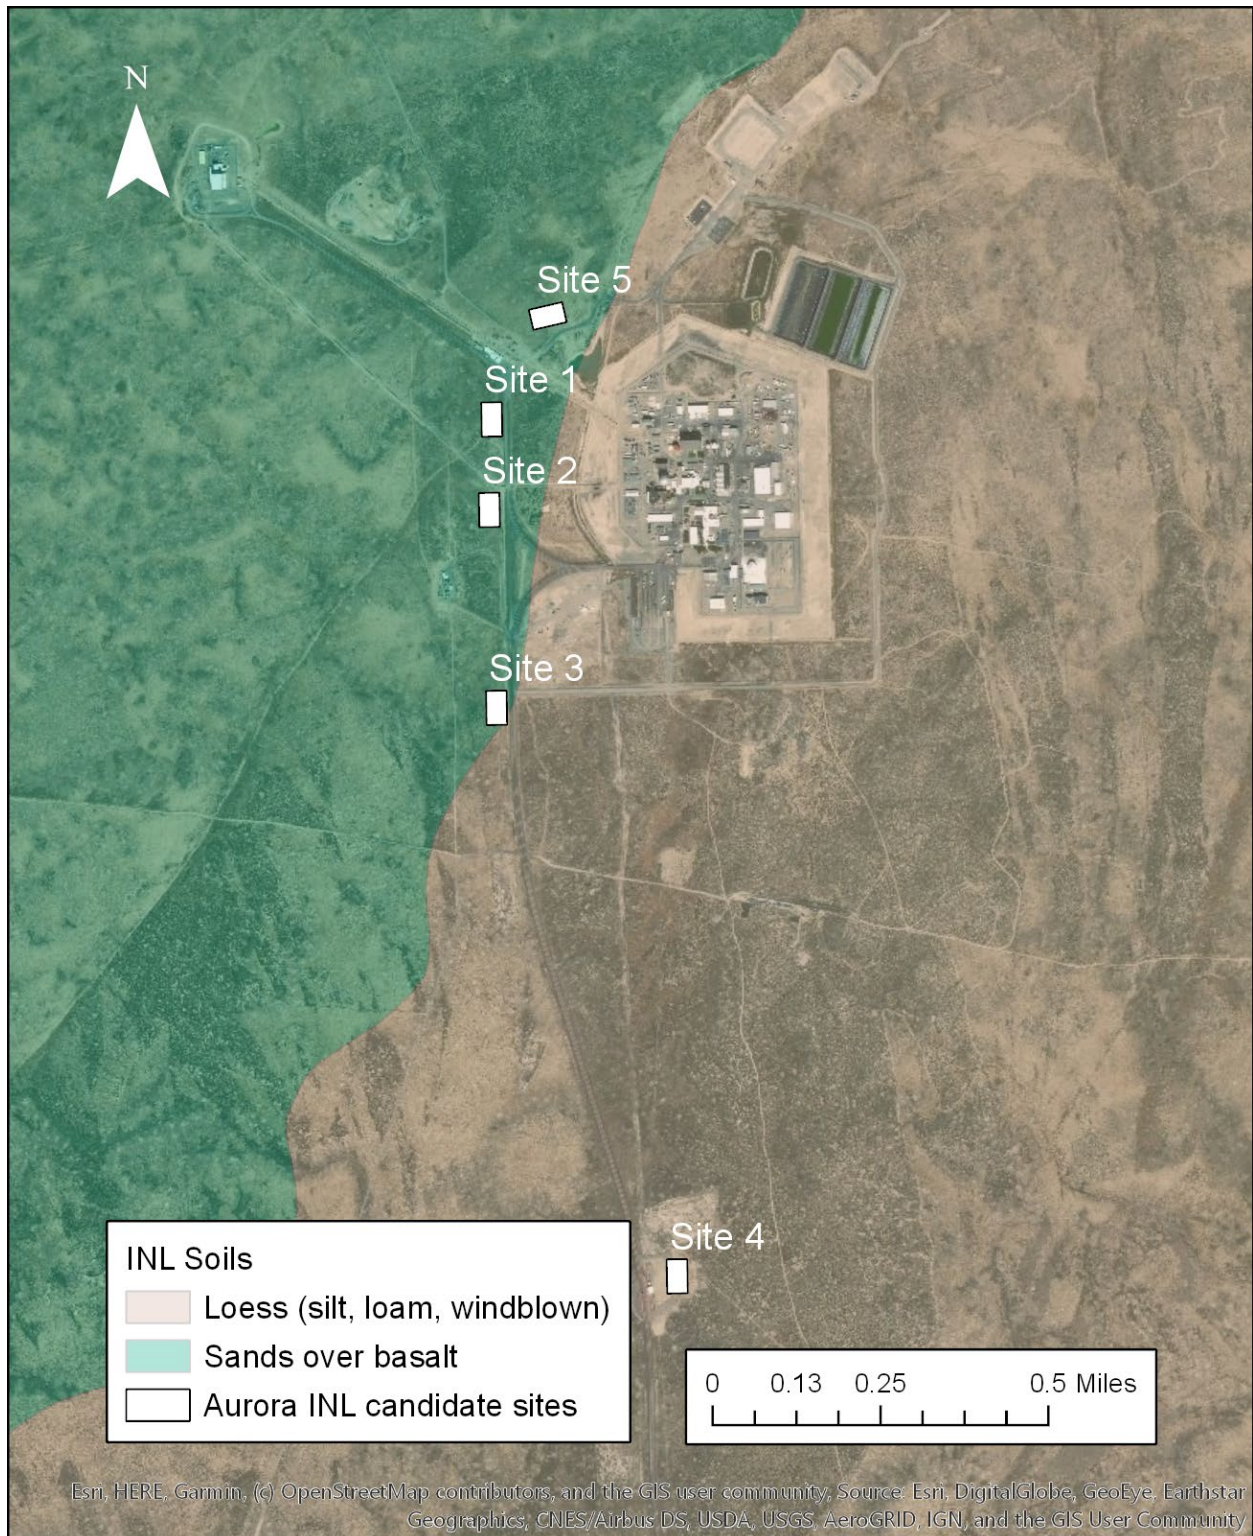 N
Site 5
Site 1
Site 2
Site 3
Site 4
INL Soils
Loess (silt, loam, windblown)
Sands over basalt
Aurora INL candidate sites
0 0.13 0.25 0.5 Miles
Esri, HERE, Garmin, (c) OpenStreetMap contributors, and the GIS user community, Source: Esri, DigitalGlobe, GeoEye, Earthstar
Geographics, CNES/Airbus DS, USDA, USGS, AeroGRID, IGN, and the GIS User Community